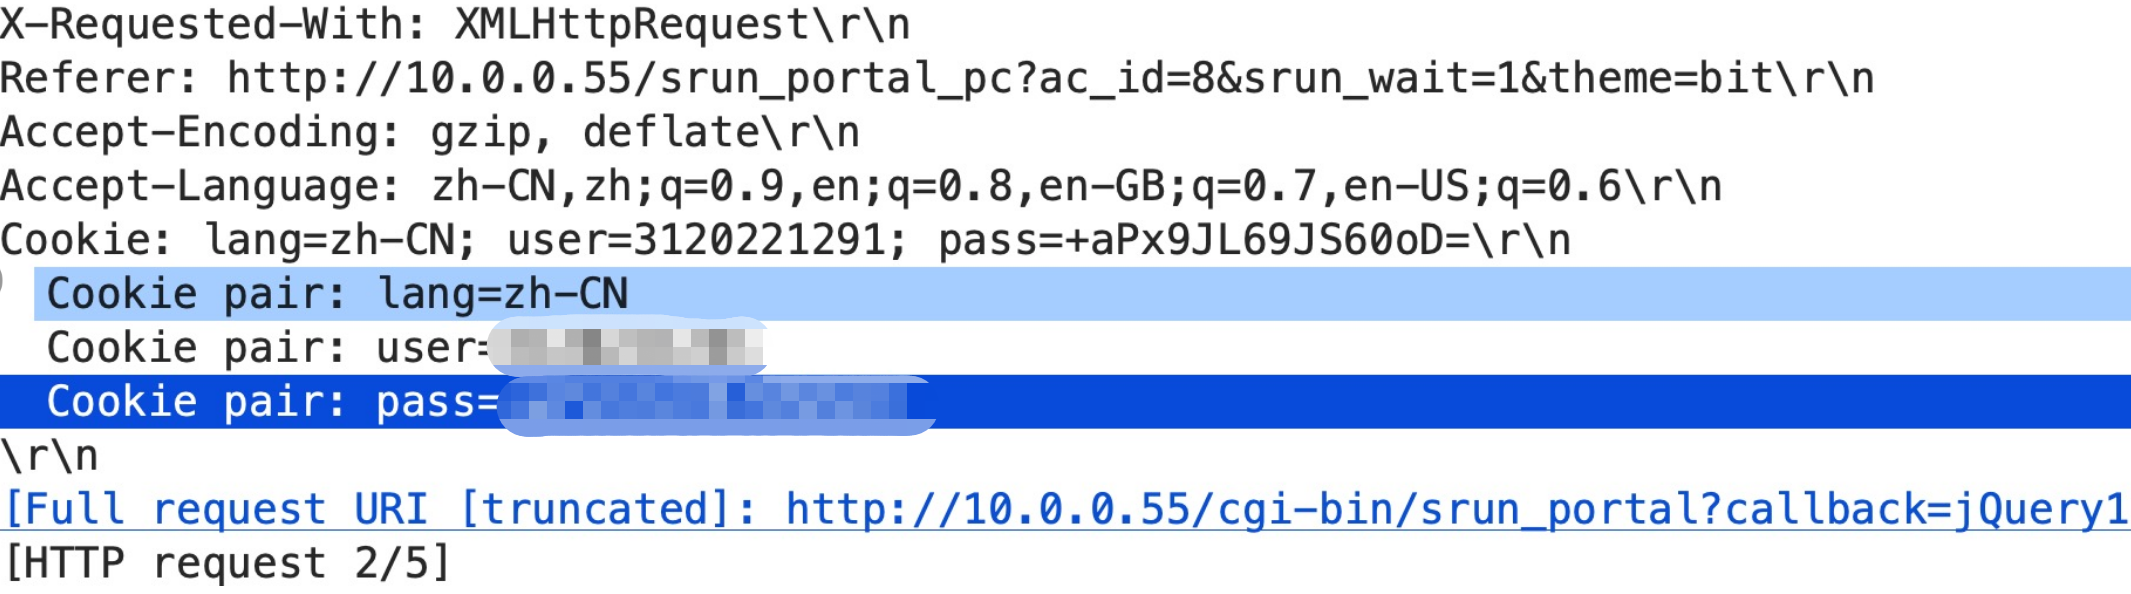 X-Requested-With: XMLHttpRequest\r\n
Referer: http://10.0.0.55/srun_portal_pc?ac_id=8&srun_wait=1&theme=bit\r\n
Accept-Encoding: gzip, deflate\r\n
Accept-Language: zh-CN,zh;q=0.9,en;q=0.8,en-GB;q=0.7,en-US;q=0.6\r\n
Cookie: lang=zh-CN; user=3120221291; pass=+aPx9JL69JS60oD=\r\n
Cookie pair: lang=zh-CN
Cookie pair: user=
Cookie pair: pass=
\r\n
[Full request URI [truncated]: http://10.0.0.55/cgi-bin/srun_portal?callback=jQuery1
[HTTP request 2/5]